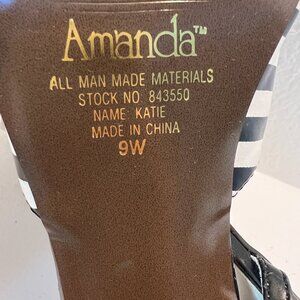 Amanda™
ALL MAN MADE MATERIALS
STOCK NO. 843550
NAME: KATIE
MADE IN CHINA
9W